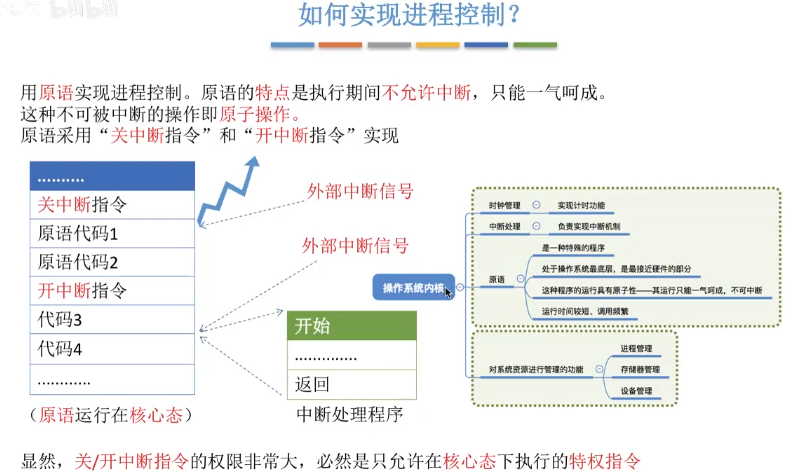 bilibili
如何实现进程控制？
用原语实现进程控制。原语的特点是执行期间不允许中断，只能一气呵成。
这种不可被中断的操作即原子操作。
原语采用“关中断指令”和“开中断指令”实现
..........
关中断指令
原语代码1
原语代码2
开中断指令
代码3
代码4
............
（原语运行在核心态）
外部中断信号
外部中断信号
开始
..............
返回
中断处理程序
操作系统内核
时钟管理
实现计时功能
中断处理
负责实现中断机制
原语
是一种特殊的程序
处于操作系统最底层，是最接近硬件的部分
这种程序的运行具有原子性——其运行只能一气呵成，不可中断
运行时间较短、调用频繁
对系统资源进行管理的功能
进程管理
存储器管理
设备管理
显然，关/开中断指令的权限非常大，必然是只允许在核心态下执行的特权指令